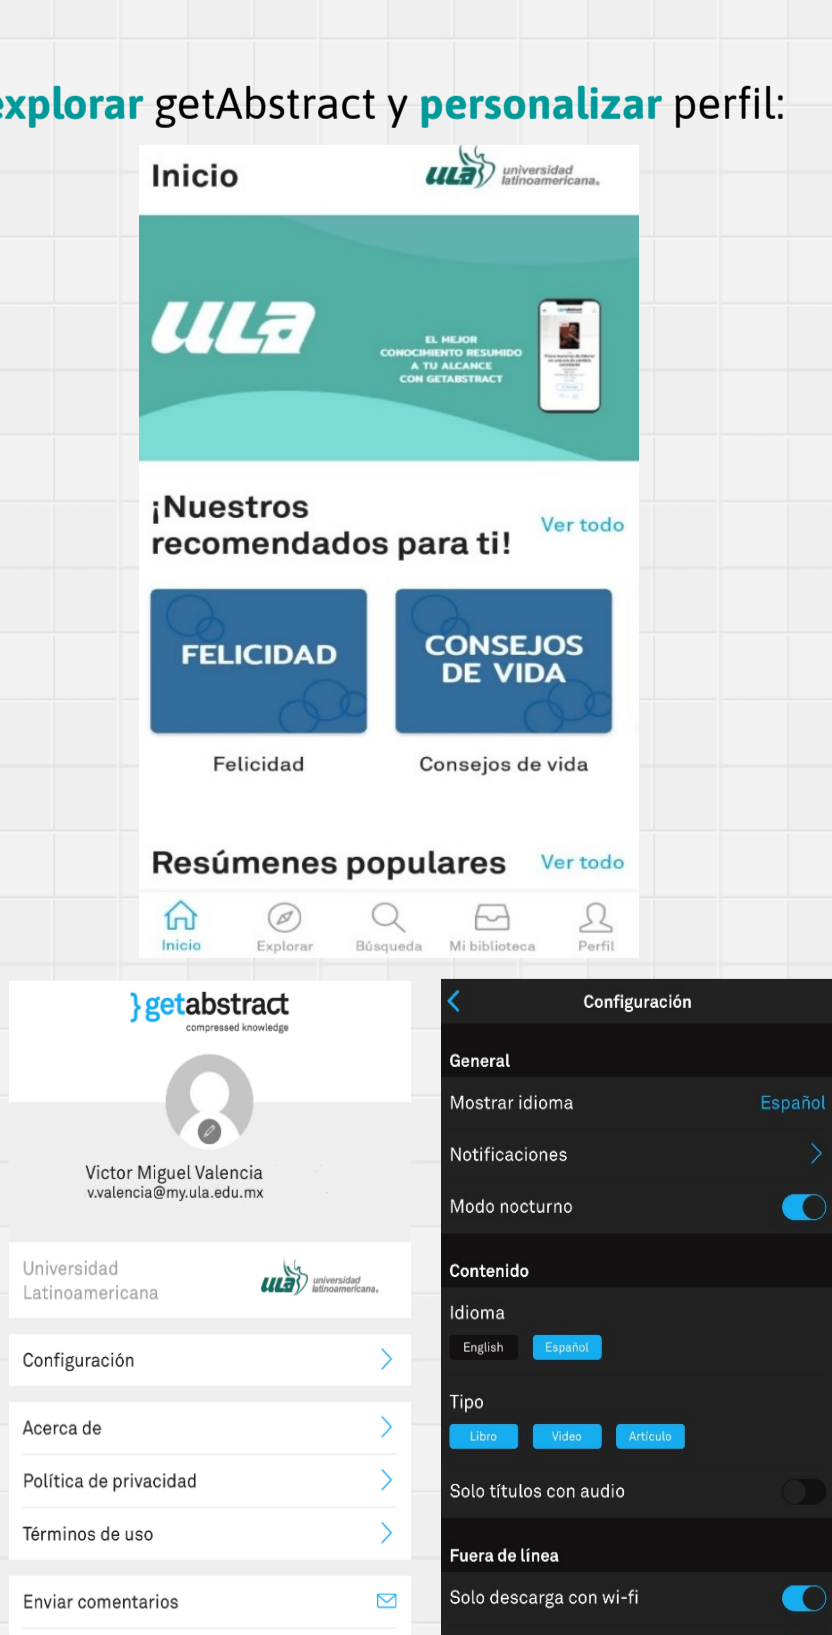 explorar getAbstract y personalizar perfil:
Inicio
ula universidad
latinoamericana.
ula
EL MEJOR
CONOCIMIENTO RESUMIDO
A TU ALCANCE
CON GETABSTRACT
¡Nuestros
recomendados para ti!
Ver todo
FELICIDAD
CONSEJOS
DE VIDA
Felicidad
Consejos de vida
Resúmenes populares
Ver todo
Inicio
Explorar
Búsqueda
Mi biblioteca
Perfil
}getabstract
compressed knowledge
Victor Miguel Valencia
v.valencia@my.ula.edu.mx
Universidad
Latinoamericana
ula universidad
latinoamericana.
Configuración
Acerca de
Política de privacidad
Términos de uso
Enviar comentarios
Configuración
General
Mostrar idioma
Español
Notificaciones
Modo nocturno
Contenido
Idioma
English
Español
Tipo
Libro
Video
Artículo
Solo títulos con audio
Fuera de línea
Solo descarga con wi-fi